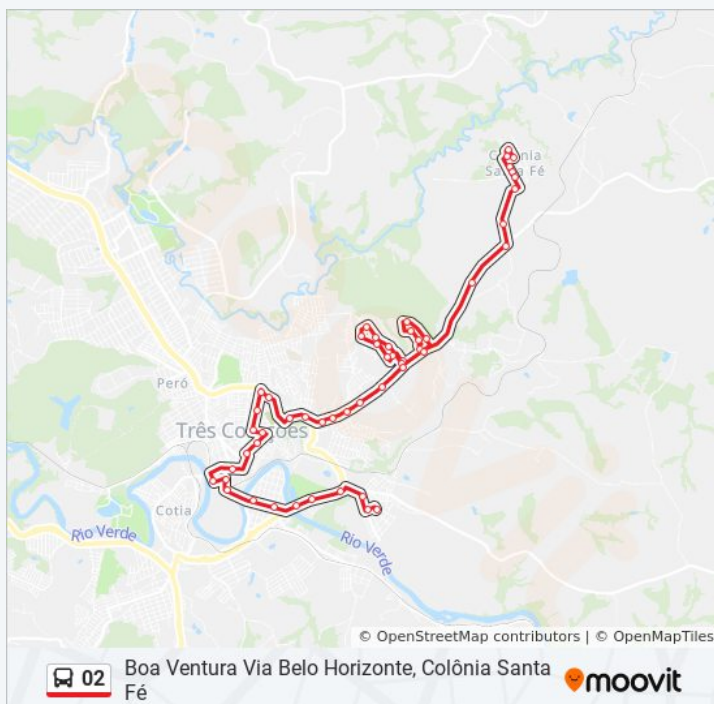 Colônia
Santa Fé
Peró
Três Corações
Cotia
Rio Verde
Rio Verde
© OpenStreetMap contributors | © OpenMapTiles
02
Boa Ventura Via Belo Horizonte, Colônia Santa
Fé
moovit